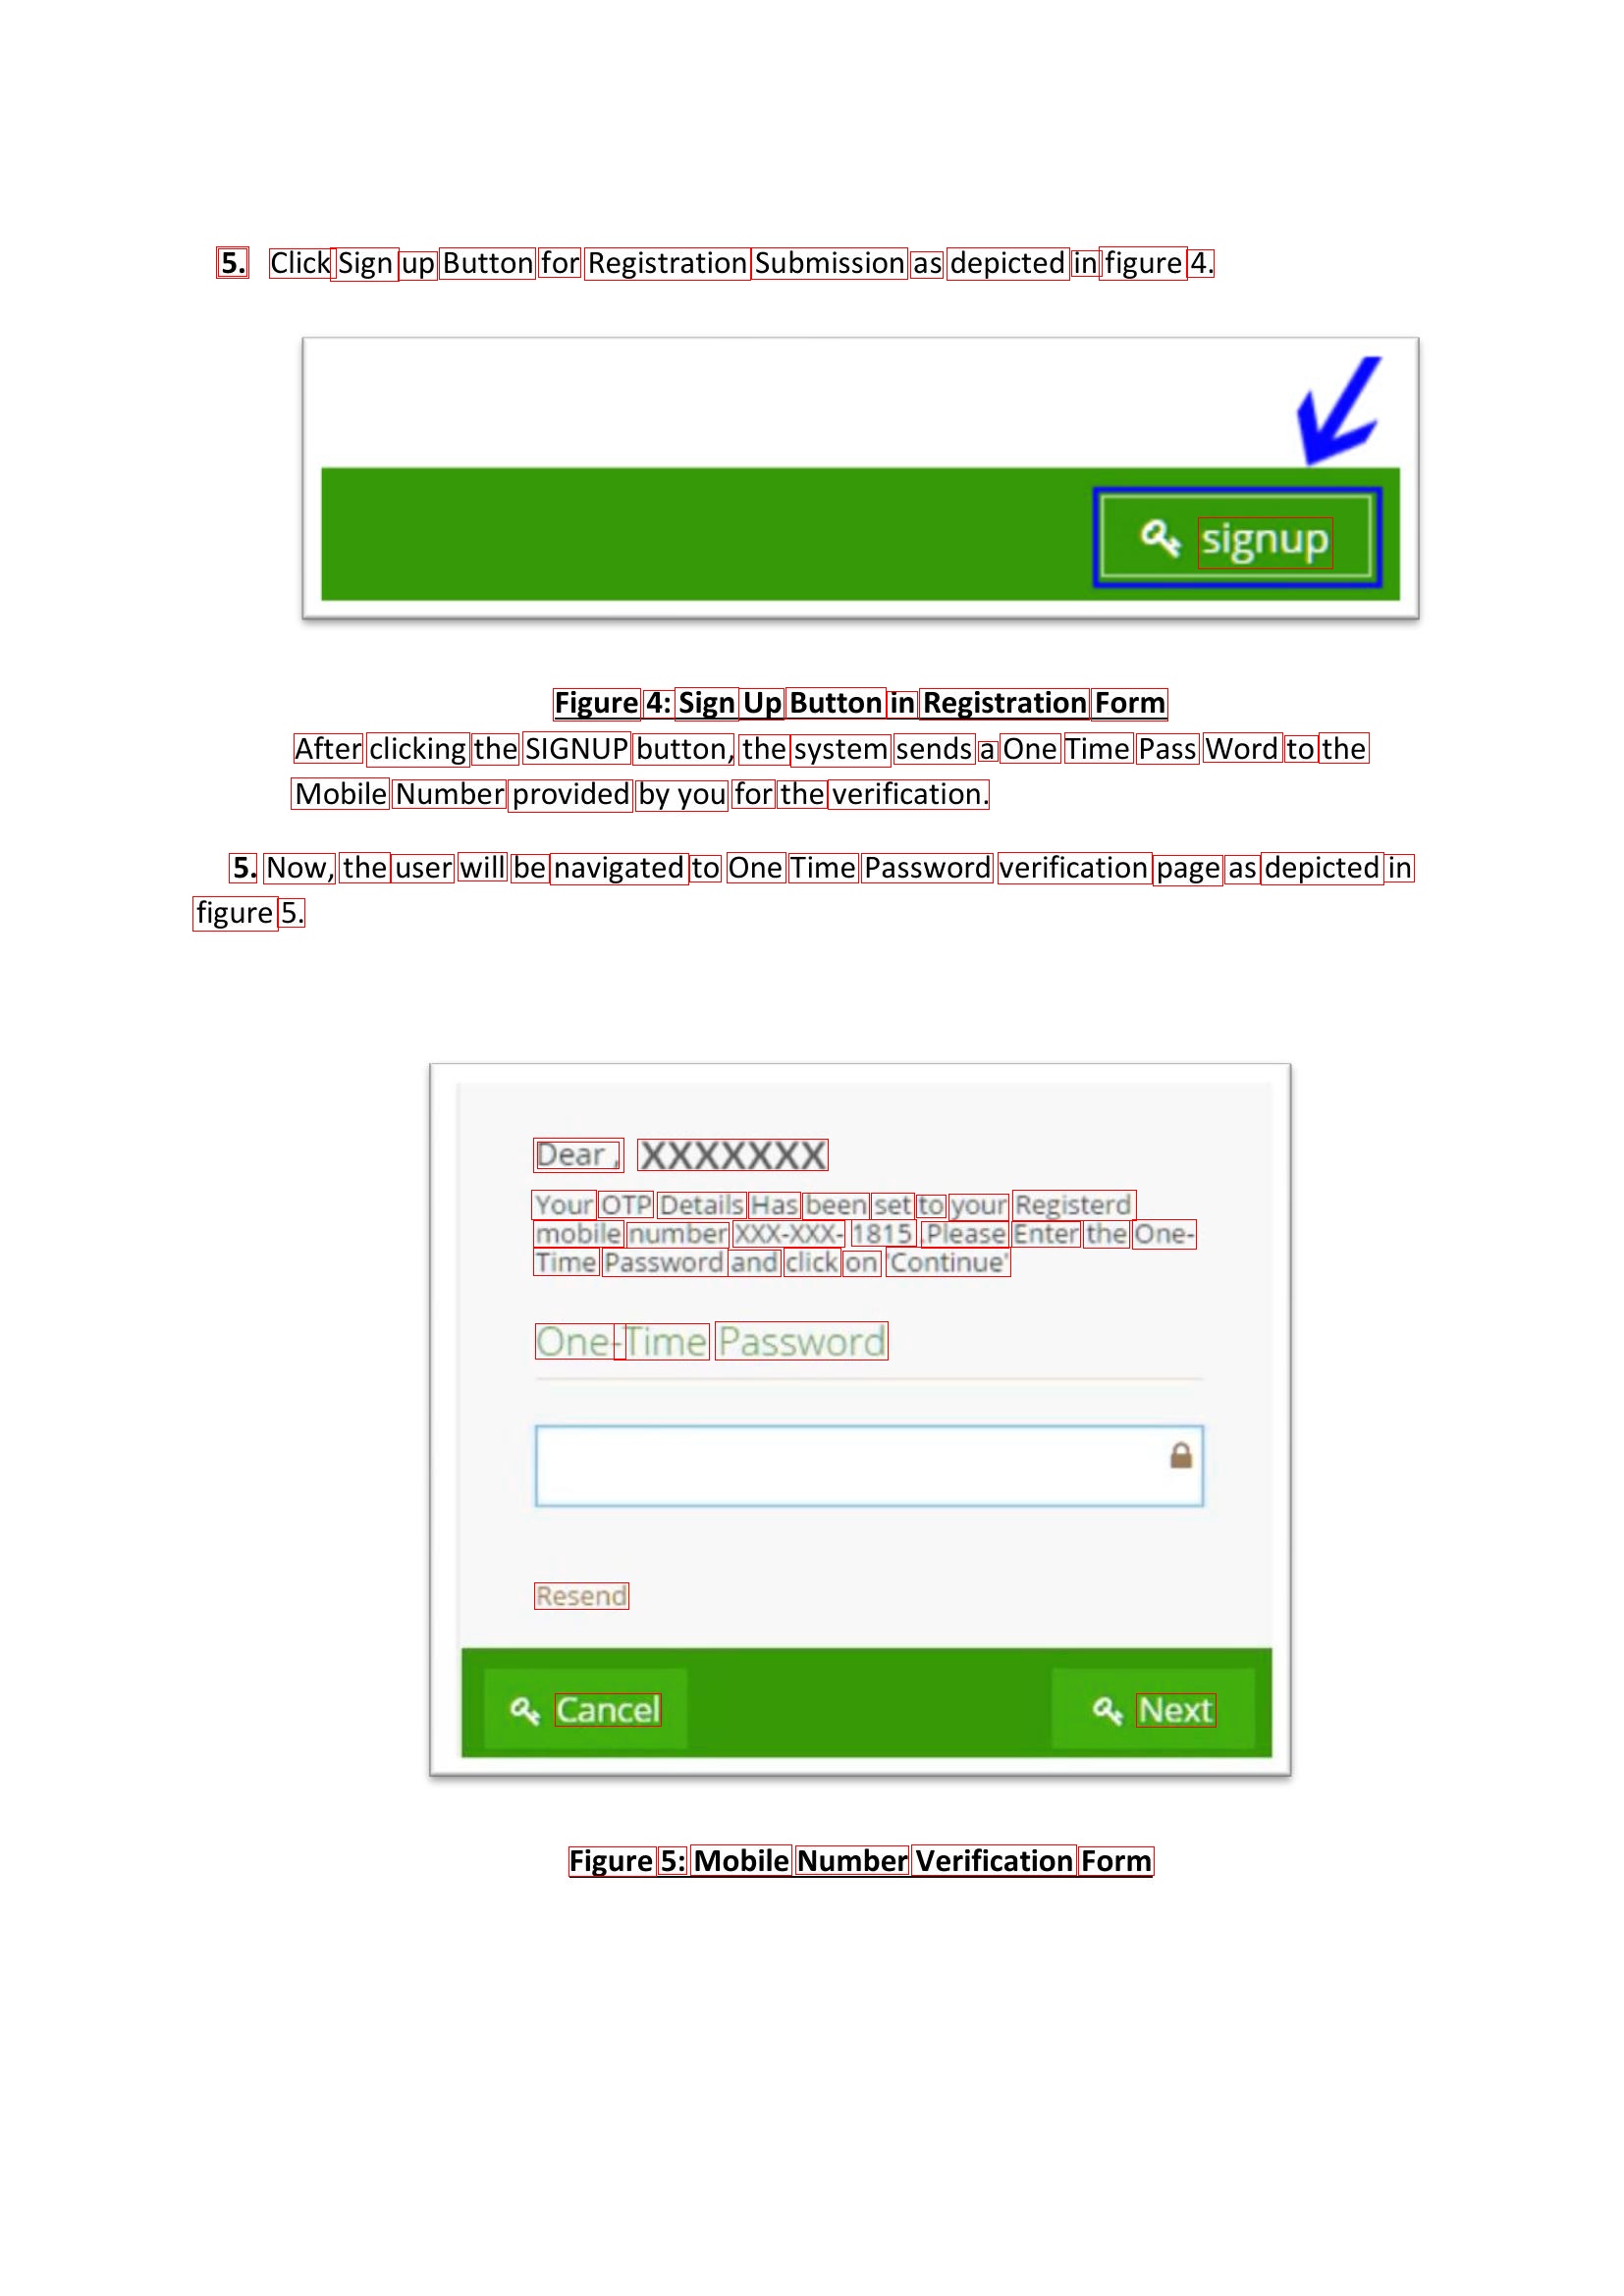 5. Click Sign up Button for Registration Submission as depicted in figure 4.
signup
Figure 4: Sign Up Button in Registration Form
After clicking the SIGNUP button, the system sends a One Time Pass Word to the
Mobile Number provided by you for the verification.
5. Now, the user will be navigated to One Time Password verification page as depicted in
figure 5.
Dear , XXXXXXX
Your OTP Details Has been set to your Registerd
mobile number XXX-XXX- 1815 .Please Enter the One-
Time Password and click on 'Continue'
One-Time Password
Resend
Cancel
Next
Figure 5: Mobile Number Verification Form